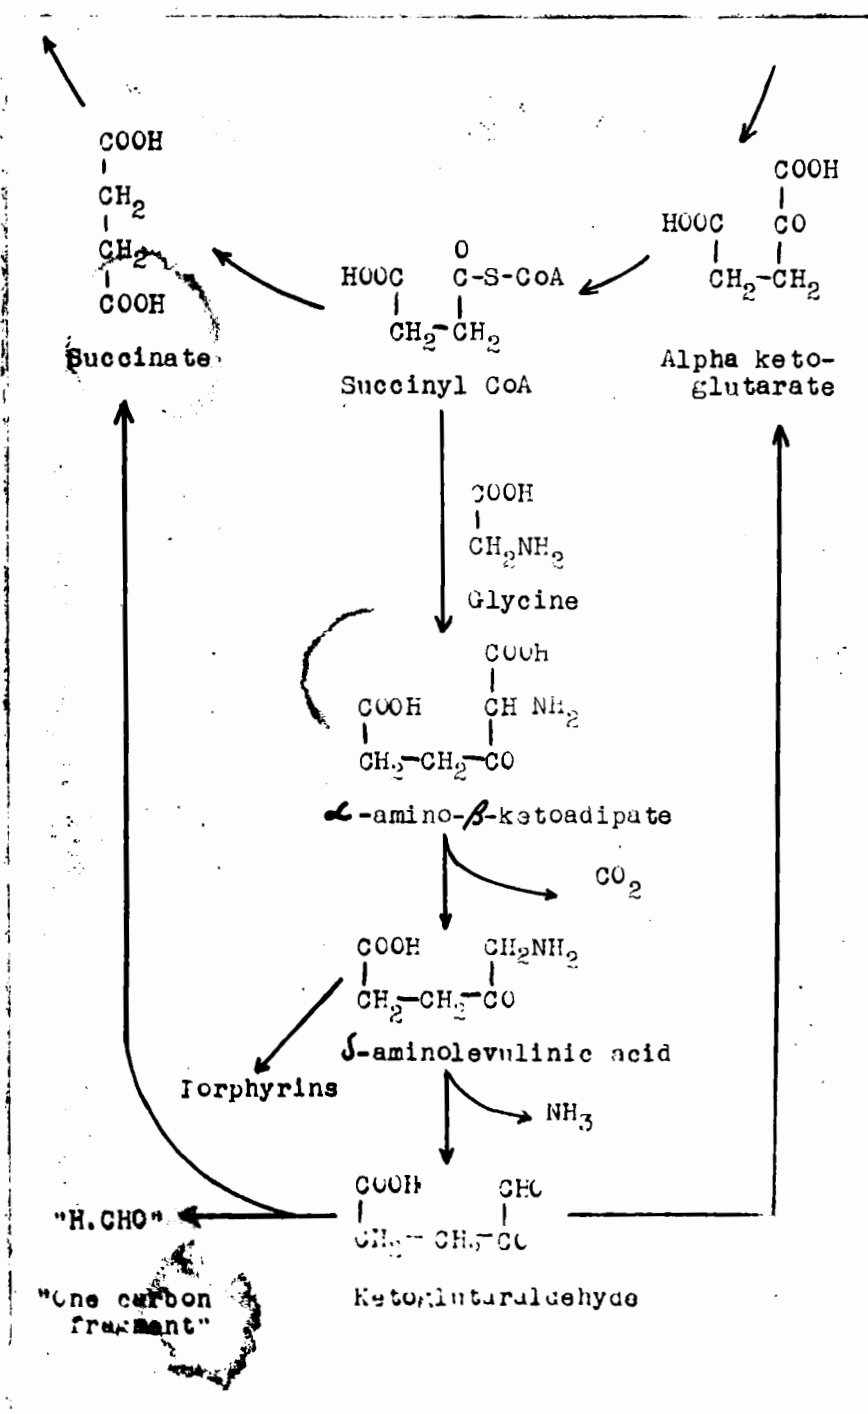 COOH
CH2
CH2
COOH
Succinate
COOH
HOOC CO
CH2-CH2
Alpha keto-
glutarate
O
HOOC C-S-CoA
CH2-CH2
Succinyl CoA
COOH
CH2NH2
Glycine
COOH
COOH CH NH2
CH2-CH2-CO
α-amino-β-ketoadipate
CO2
COOH CH2NH2
CH2-CH2-CO
δ-aminolevulinic acid
Porphyrins
NH3
COOH CHO
CH2-CH2-CO
Ketoglutaraldehyde
"H.CHO"
"One carbon
fragment"